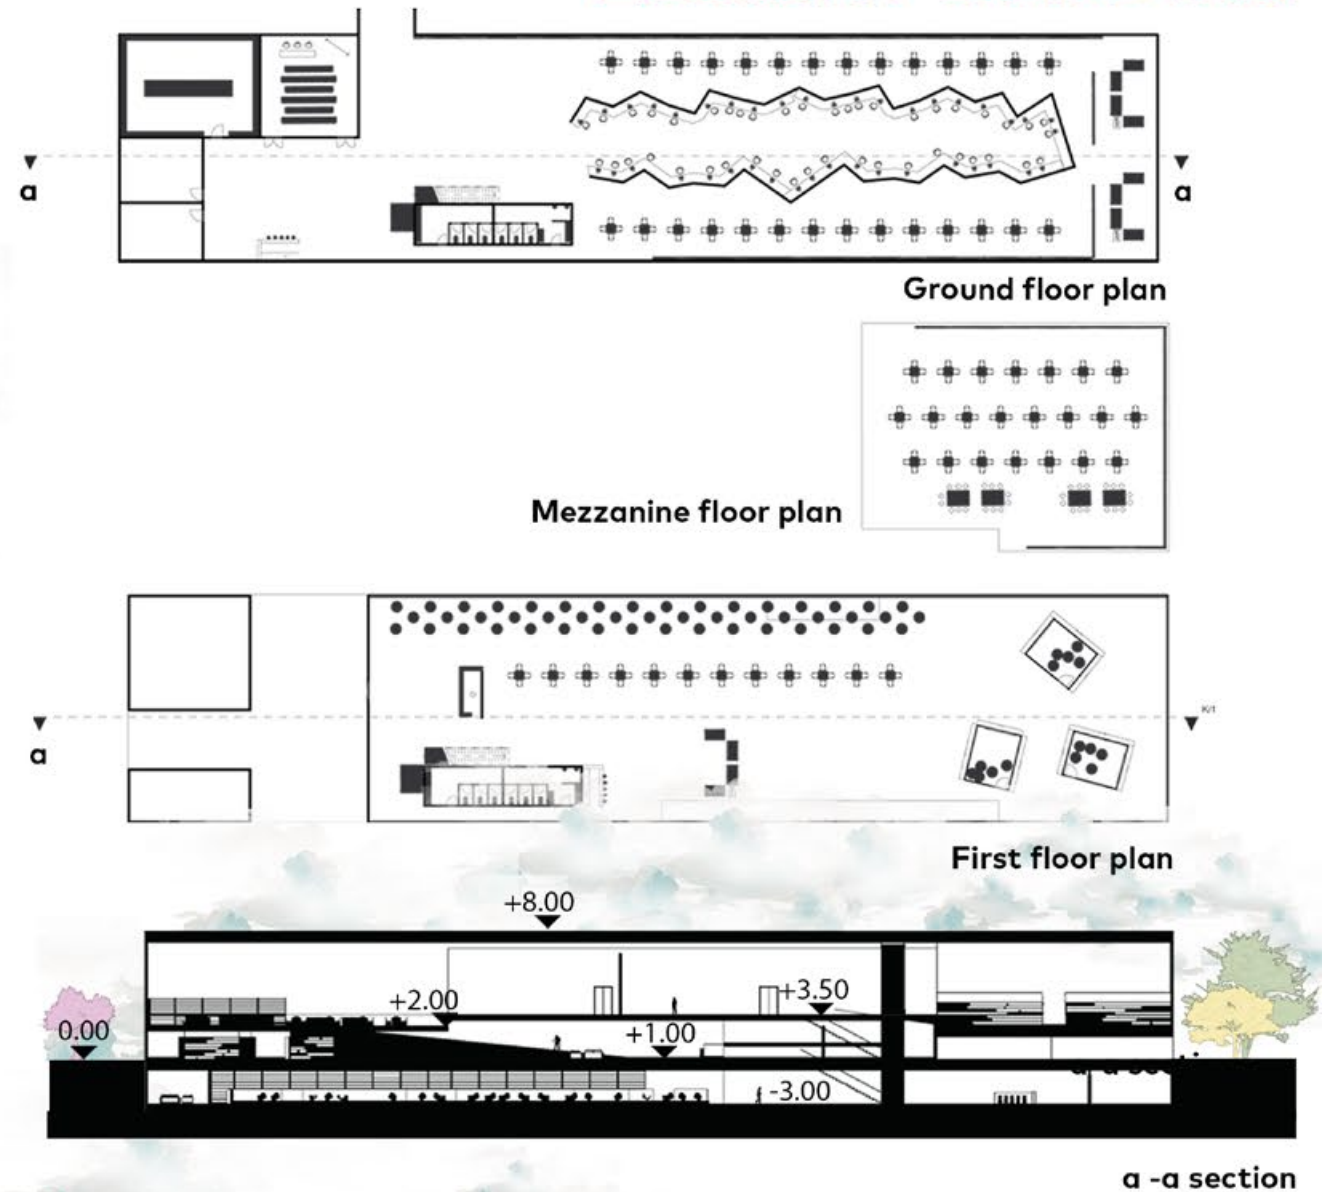 a
a
Ground floor plan
Mezzanine floor plan
K/1
a
First floor plan
+8.00
+2.00
+3.50
0.00
+1.00
-3.00
a -a section